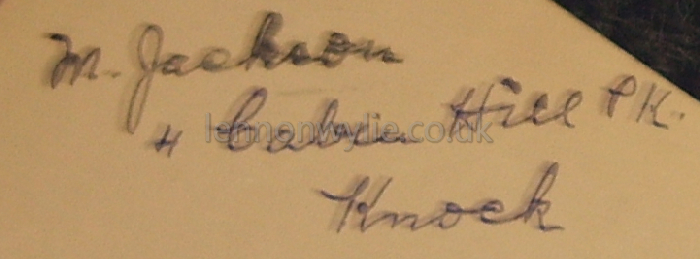 M. Jackson
4 Cabin Hill PK.
Knock
lennonwylie.co.uk